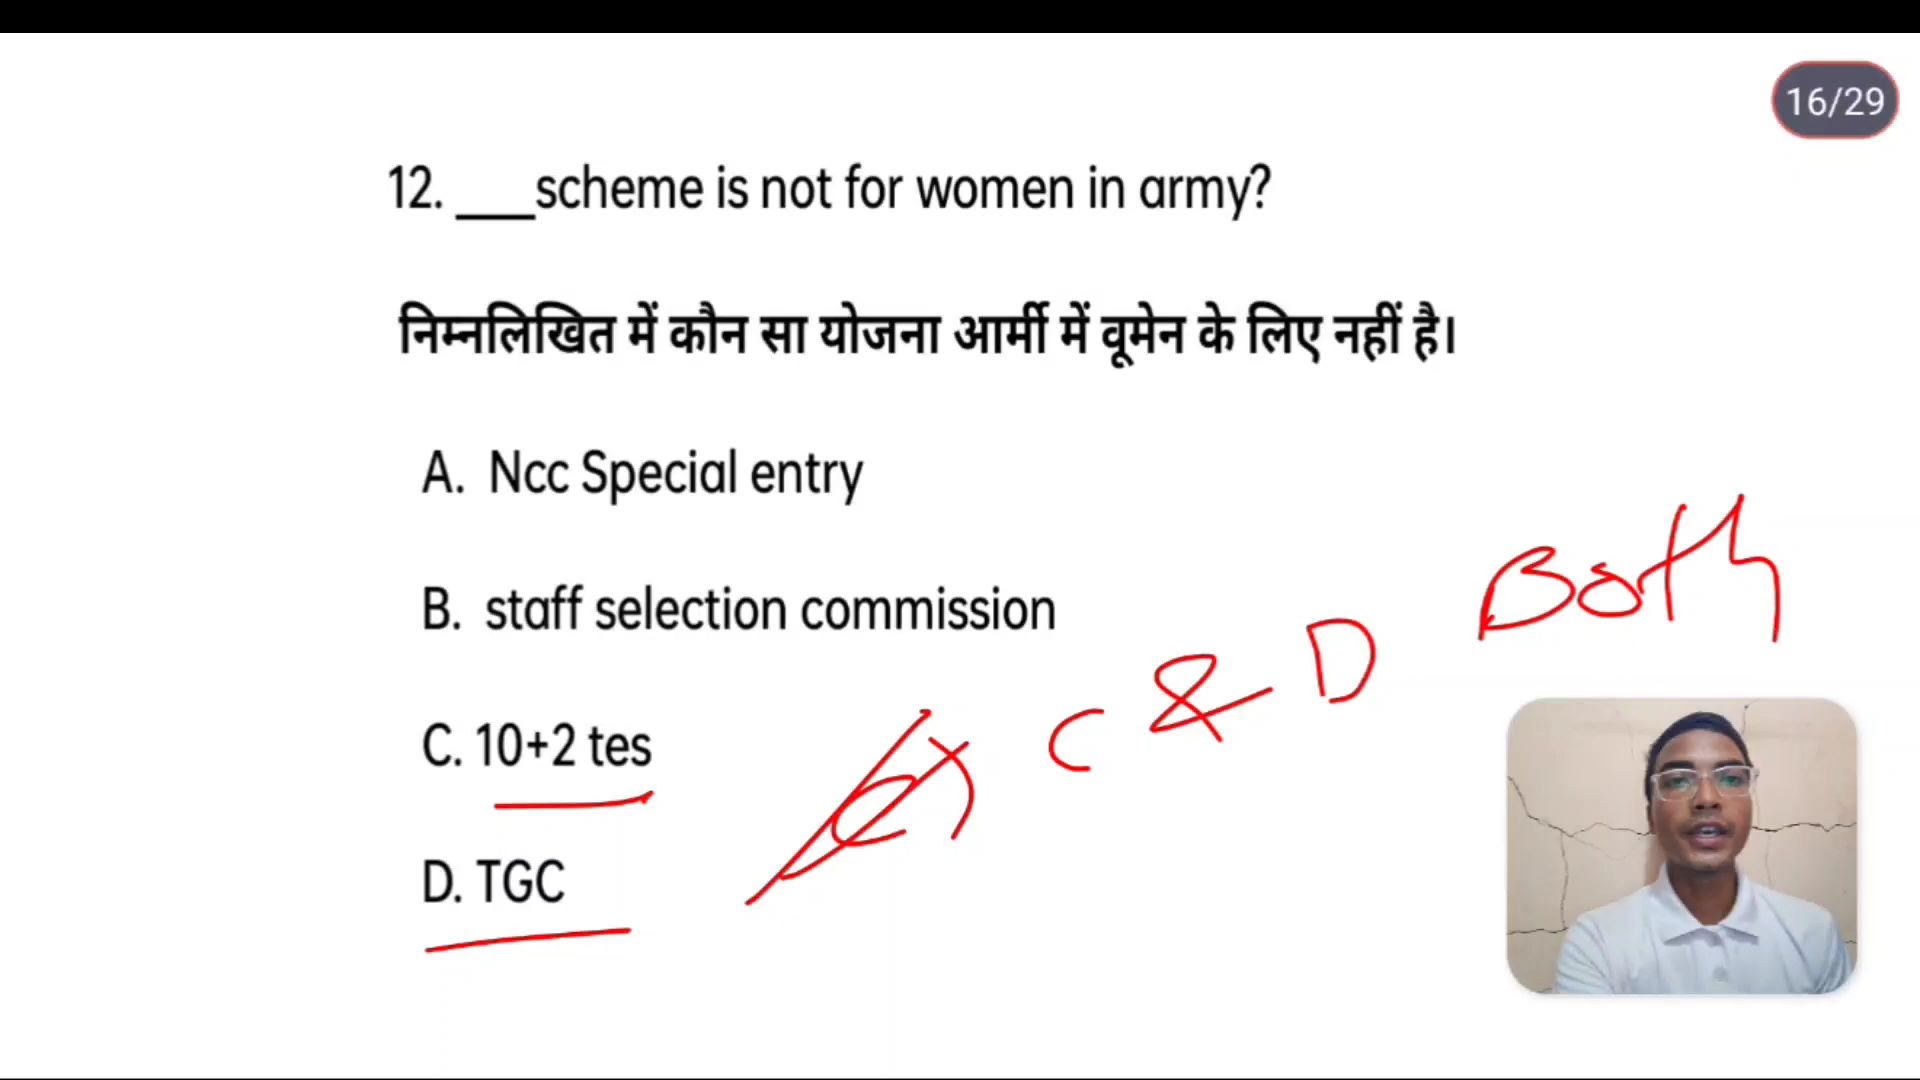 16/29
12. ___scheme is not for women in army?
निम्नलिखित में कौन सा योजना आर्मी में वूमेन के लिए नहीं है।
A. Ncc Special entry
B. staff selection commission
C. 10+2 tes
D. TGC
C & D Both